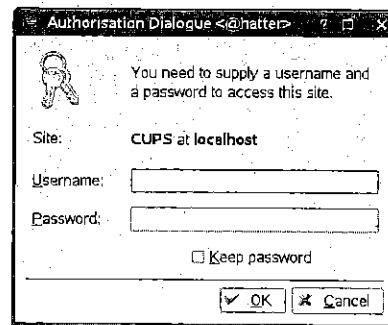 Authorisation Dialogue <@hatter>
You need to supply a username and
a password to access this site.
Site: CUPS at localhost
Username:
Password:
Keep password
OK Cancel